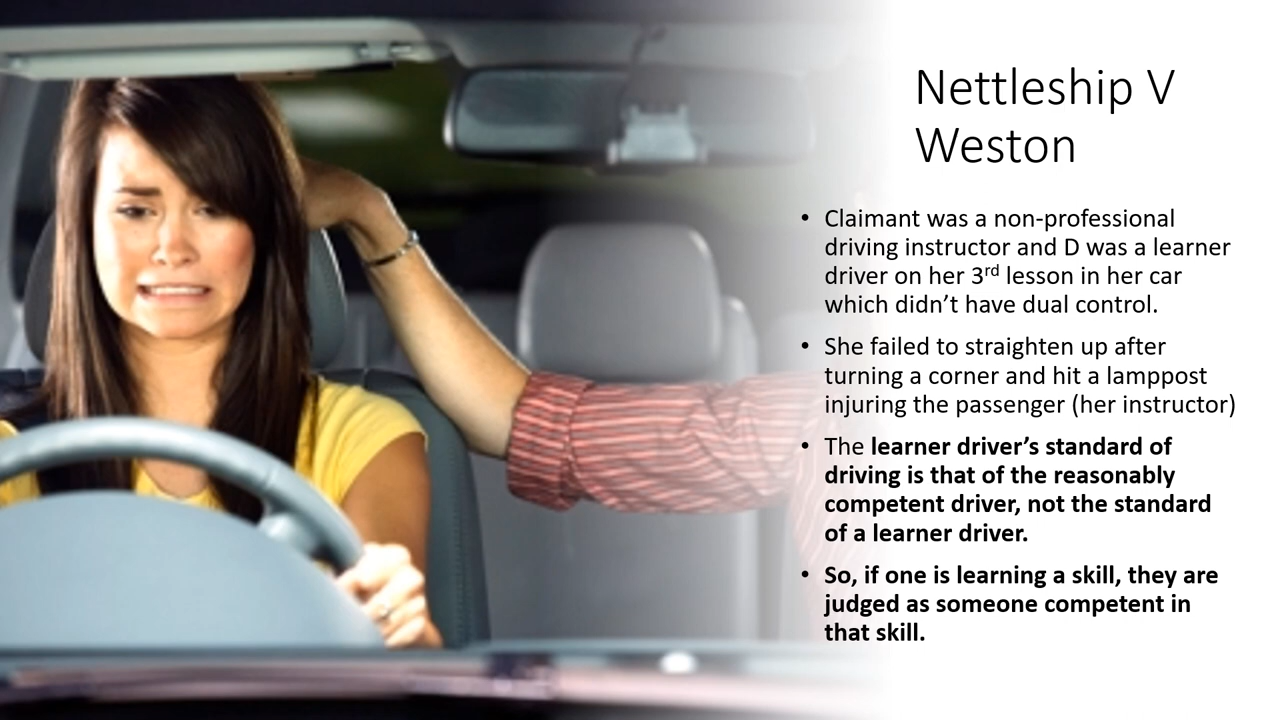 Nettleship V
Weston
• Claimant was a non-professional
driving instructor and D was a learner
driver on her 3rd lesson in her car
which didn’t have dual control.
• She failed to straighten up after
turning a corner and hit a lamppost
injuring the passenger (her instructor)
• The learner driver’s standard of
driving is that of the reasonably
competent driver, not the standard
of a learner driver.
• So, if one is learning a skill, they are
judged as someone competent in
that skill.